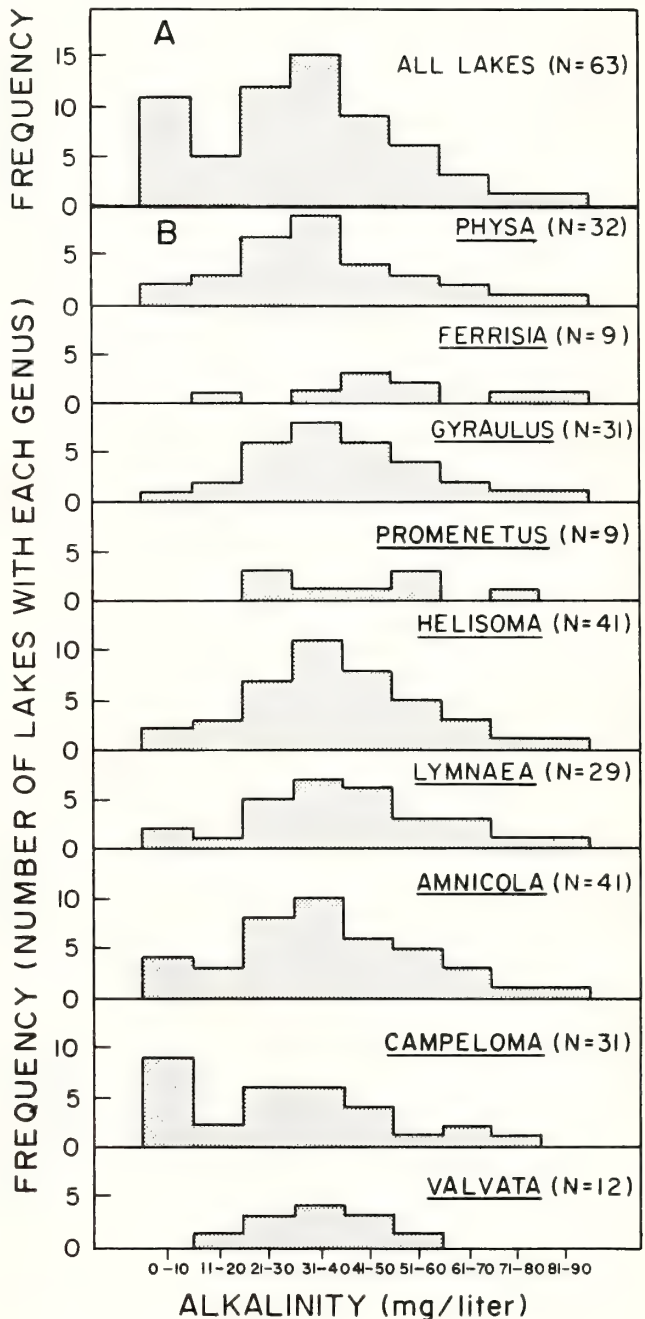 FREQUENCY
15
10
5
0
A
ALL LAKES (N=63)
FREQUENCY (NUMBER OF LAKES WITH EACH GENUS)
B
PHYSA (N=32)
5
0
FERRISIA (N=9)
5
0
GYRAULUS (N=31)
5
0
PROMENETUS (N=9)
5
0
HELISOMA (N=41)
10
5
0
LYMNAEA (N=29)
5
0
AMNICOLA (N=41)
10
5
0
CAMPELOMA (N=31)
10
5
0
VALVATA (N=12)
5
0
0-10 11-20 21-30 31-40 41-50 51-60 61-70 71-80 81-90
ALKALINITY (mg/liter)